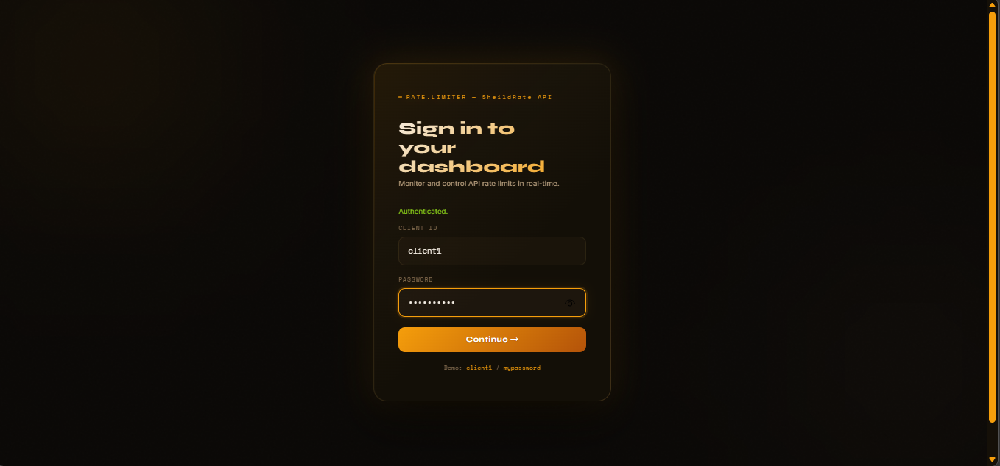 RATE.LIMITER — SheildRate API
Sign in to
your
dashboard
Monitor and control API rate limits in real-time.
Authenticated.
CLIENT ID
client1
PASSWORD
••••••••••
Continue →
Demo: client1 / mypassword